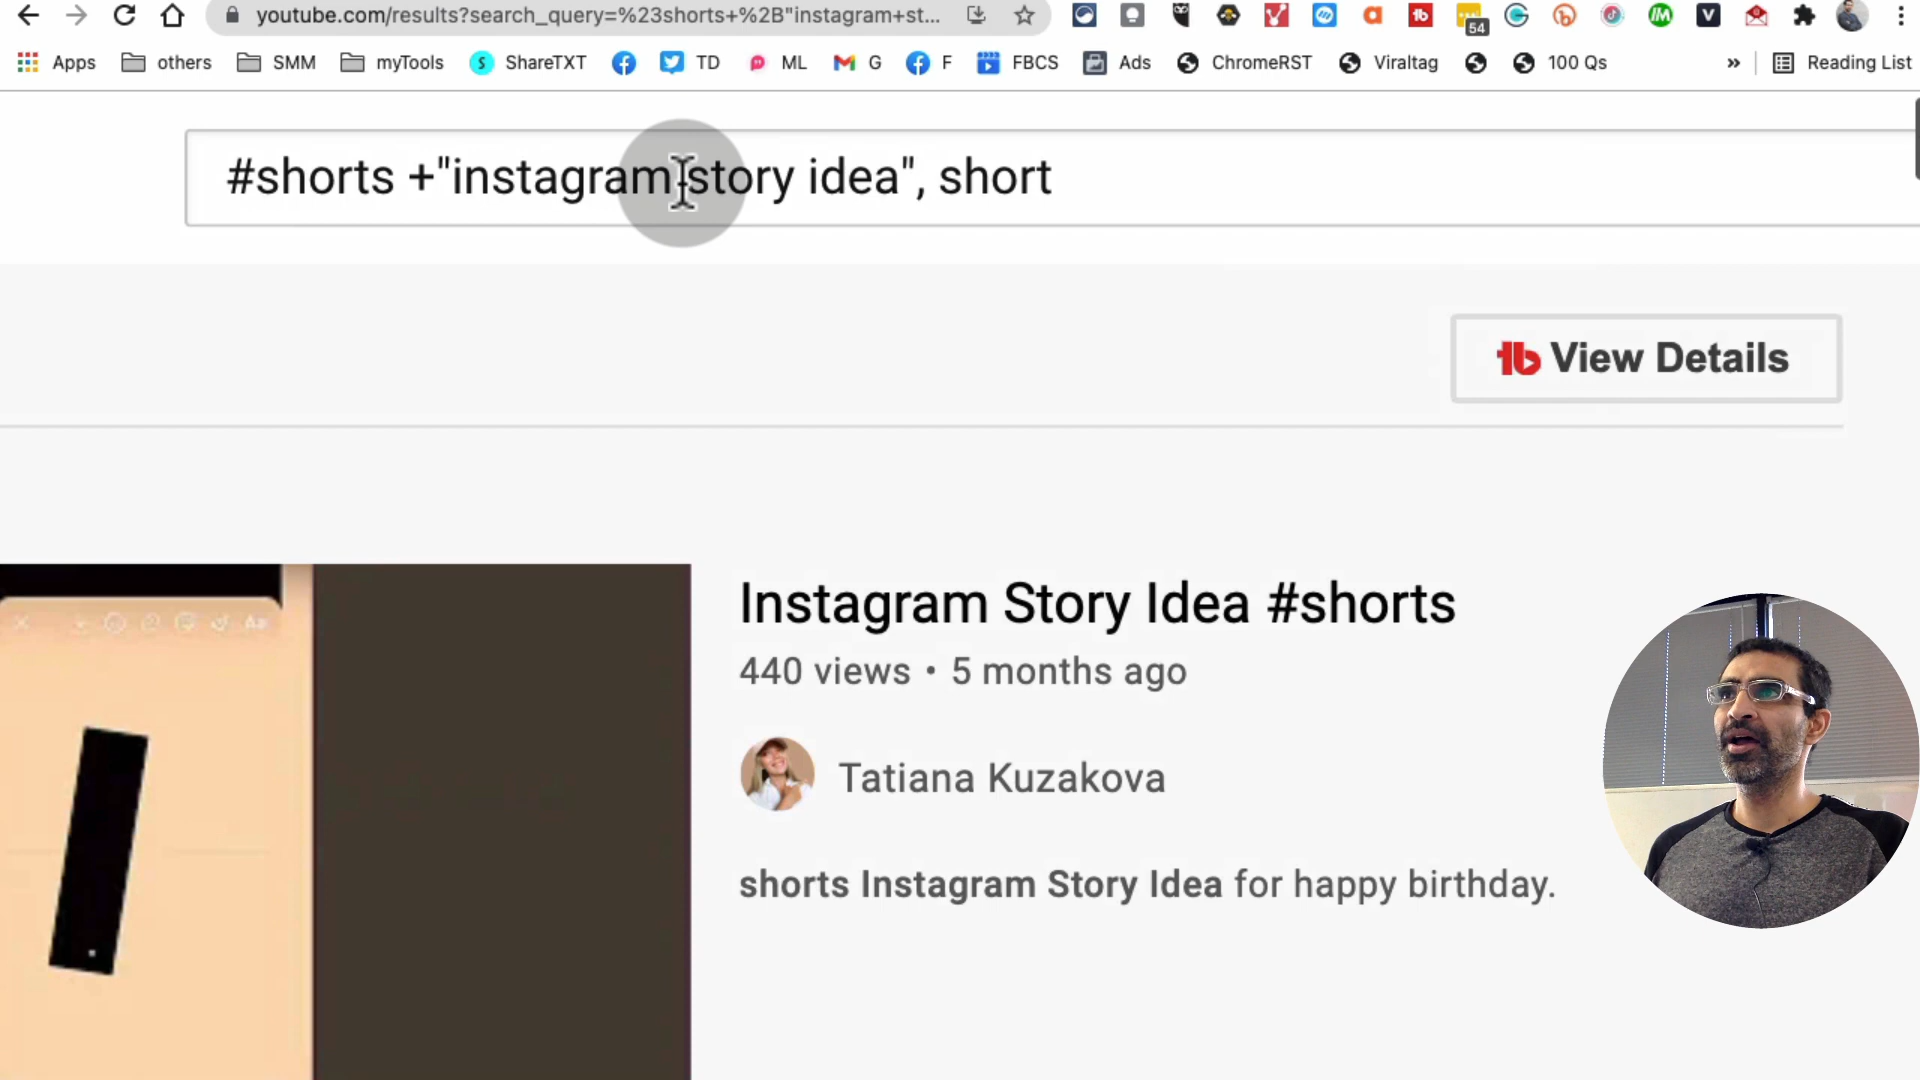 youtube.com/results?search_query=%23shorts+%2B"instagram+st...
54
Apps others SMM myTools ShareTXT TD ML G F FBCS Ads ChromeRST Viraltag 100 Qs » Reading List
#shorts +"instagram story idea", short
tb View Details
Aa
Instagram Story Idea #shorts
440 views • 5 months ago
Tatiana Kuzakova
shorts Instagram Story Idea for happy birthday.